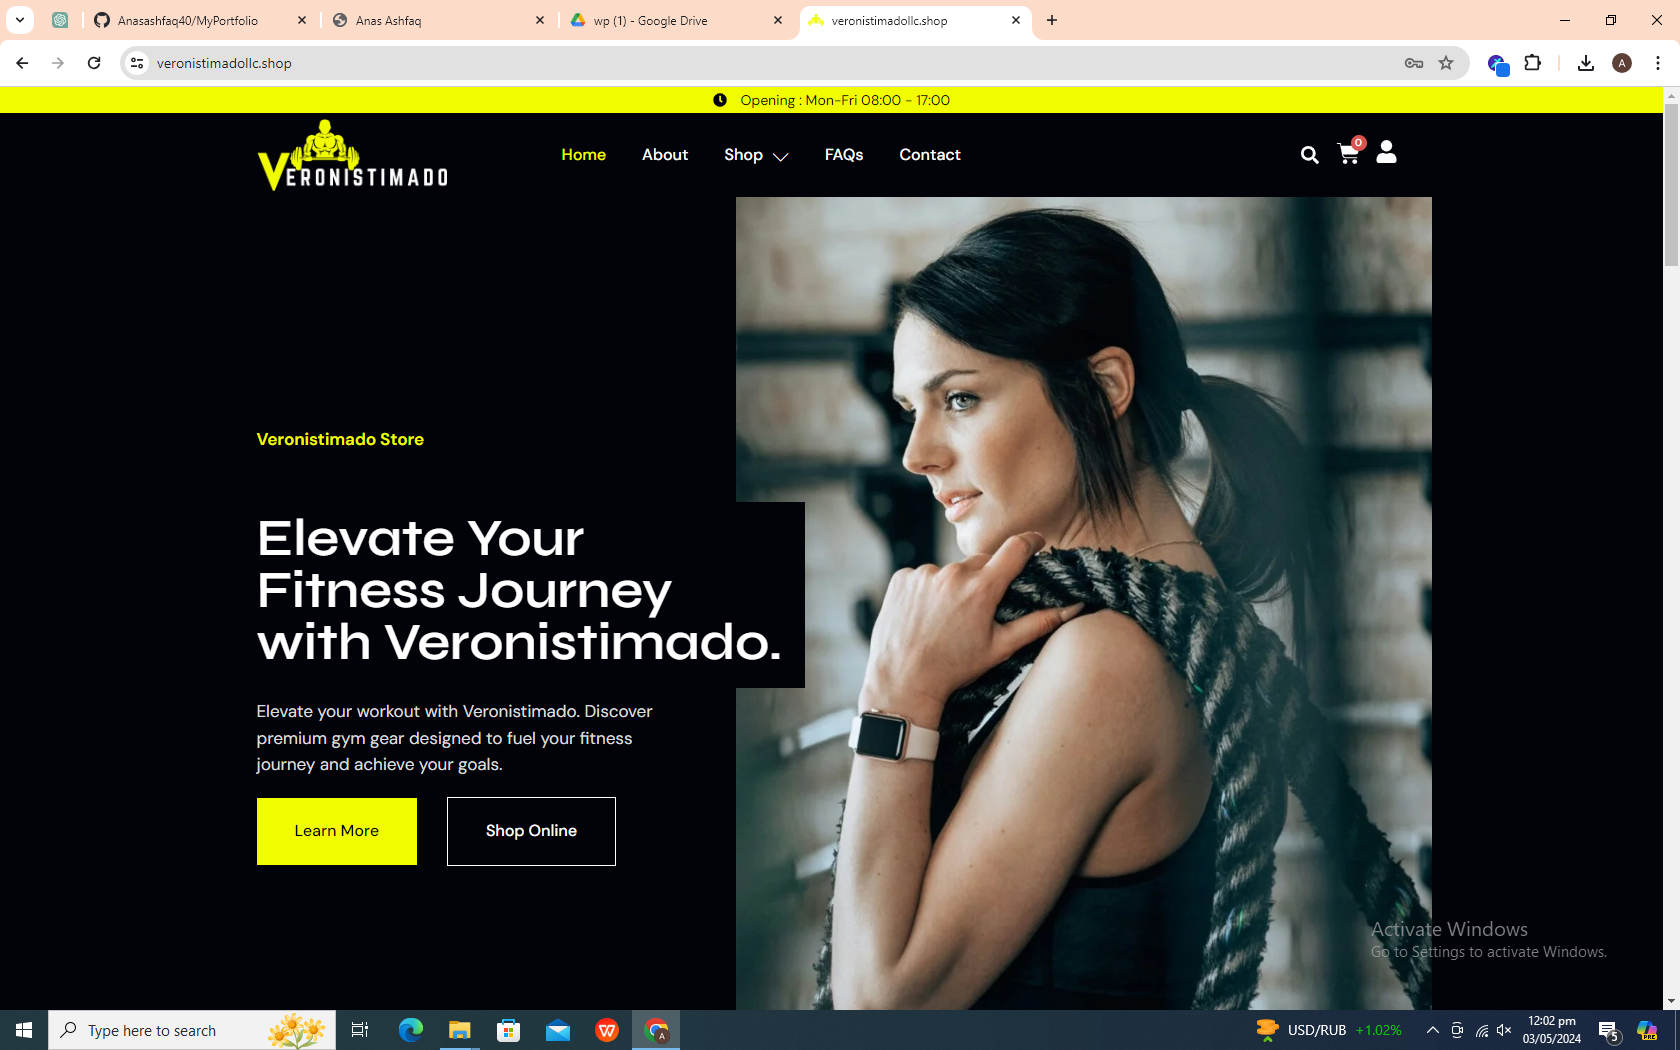 Anasashfaq40/MyPortfolio
Anas Ashfaq
wp (1) - Google Drive
veronistimadollc.shop
veronistimadollc.shop
A
Opening : Mon-Fri 08:00 - 17:00
VERONISTIMADO
Home
About
Shop
FAQs
Contact
0
Veronistimado Store
Elevate Your
Fitness Journey
with Veronistimado.
Elevate your workout with Veronistimado. Discover
premium gym gear designed to fuel your fitness
journey and achieve your goals.
Learn More
Shop Online
Activate Windows
Go to Settings to activate Windows.
Type here to search
W
A
USD/RUB +1.02%
12:02 pm
03/05/2024
5
PRE